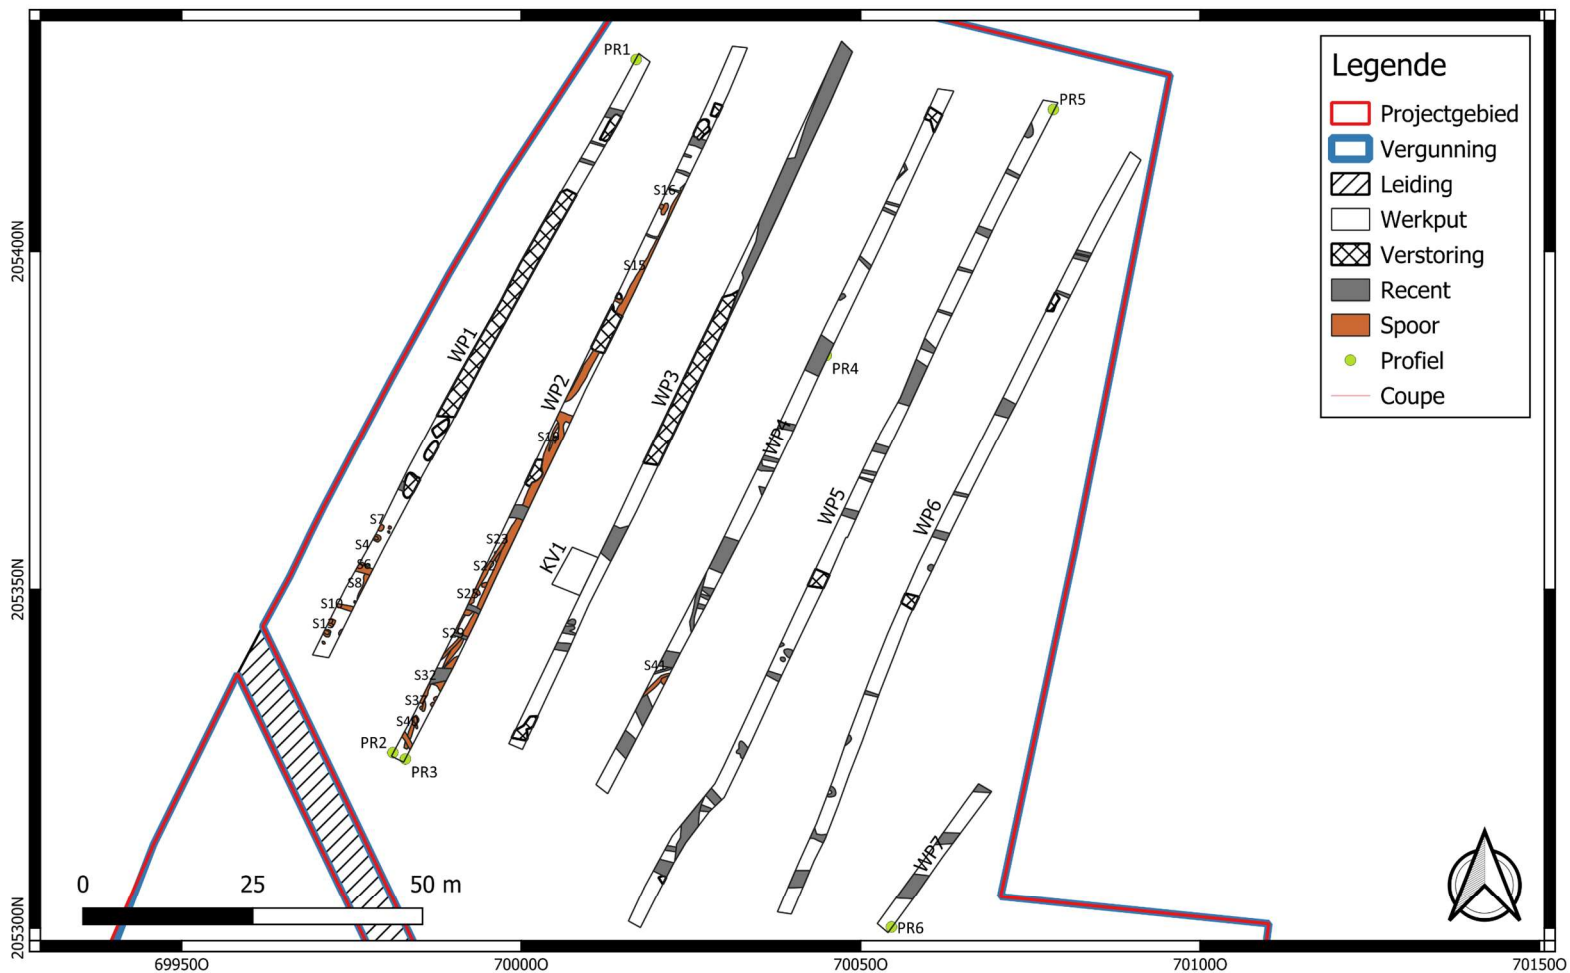 Legende
Projectgebied
Vergunning
Leiding
Werkput
Verstoring
Recent
Spoor
Profiel
Coupe
PR1
PR5
S16
S15
WP1
WP2
WP3
PR4
S19
WP4
WP5
WP6
S7
S4
S6
S8
S10
S13
S23
S22
S25
S29
S32
S37
KV1
S41
PR2
PR3
WP7
PR6
0 25 50 m
205400N
205350N
205300N
699500 700000 700500 701000 701500